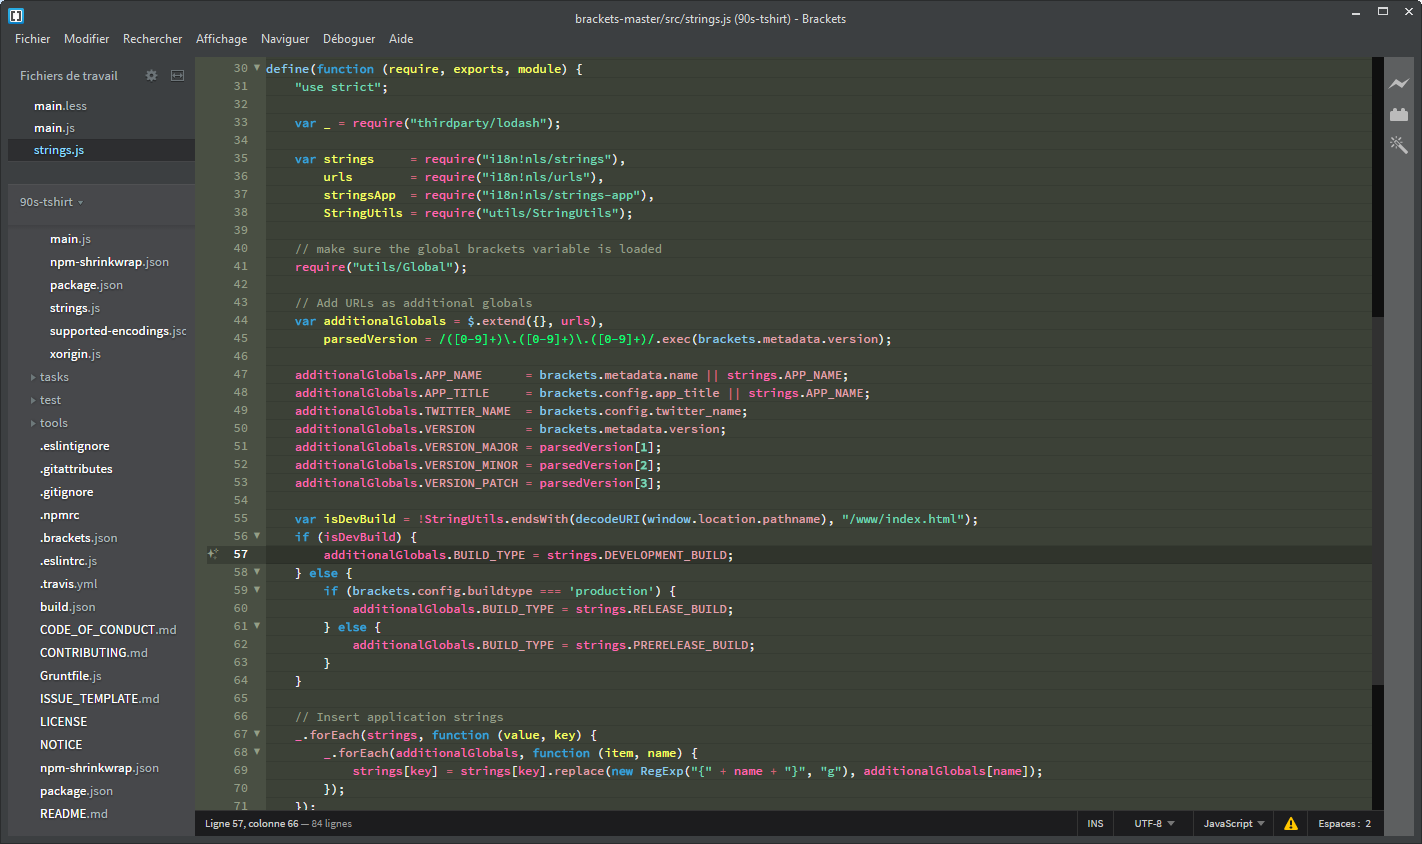 brackets-master/src/strings.js (90s-tshirt) - Brackets
Fichier Modifier Rechercher Affichage Naviguer Déboguer Aide
Fichiers de travail
main.less
main.js
strings.js
90s-tshirt
main.js
npm-shrinkwrap.json
package.json
strings.js
supported-encodings.jsc
xorigin.js
tasks
test
tools
.eslintignore
.gitattributes
.gitignore
.npmrc
.brackets.json
.eslintrc.js
.travis.yml
build.json
CODE_OF_CONDUCT.md
CONTRIBUTING.md
Gruntfile.js
ISSUE_TEMPLATE.md
LICENSE
NOTICE
npm-shrinkwrap.json
package.json
README.md
30 define(function (require, exports, module) {
31     "use strict";
32
33     var _ = require("thirdparty/lodash");
34
35     var strings     = require("i18n!nls/strings"),
36         urls        = require("i18n!nls/urls"),
37         stringsApp  = require("i18n!nls/strings-app"),
38         StringUtils = require("utils/StringUtils");
39
40     // make sure the global brackets variable is loaded
41     require("utils/Global");
42
43     // Add URLs as additional globals
44     var additionalGlobals = $.extend({}, urls),
45         parsedVersion = /([0-9]+)\.([0-9]+)\.([0-9]+)/.exec(brackets.metadata.version);
46
47     additionalGlobals.APP_NAME      = brackets.metadata.name || strings.APP_NAME;
48     additionalGlobals.APP_TITLE     = brackets.config.app_title || strings.APP_NAME;
49     additionalGlobals.TWITTER_NAME  = brackets.config.twitter_name;
50     additionalGlobals.VERSION       = brackets.metadata.version;
51     additionalGlobals.VERSION_MAJOR = parsedVersion[1];
52     additionalGlobals.VERSION_MINOR = parsedVersion[2];
53     additionalGlobals.VERSION_PATCH = parsedVersion[3];
54
55     var isDevBuild = !StringUtils.endsWith(decodeURI(window.location.pathname), "/www/index.html");
56     if (isDevBuild) {
57         additionalGlobals.BUILD_TYPE = strings.DEVELOPMENT_BUILD;
58     } else {
59         if (brackets.config.buildtype === 'production') {
60             additionalGlobals.BUILD_TYPE = strings.RELEASE_BUILD;
61         } else {
62             additionalGlobals.BUILD_TYPE = strings.PRERELEASE_BUILD;
63         }
64     }
65
66     // Insert application strings
67     _.forEach(strings, function (value, key) {
68         _.forEach(additionalGlobals, function (item, name) {
69             strings[key] = strings[key].replace(new RegExp("{" + name + "}", "g"), additionalGlobals[name]);
70         });
71     });
Ligne 57, colonne 66 — 84 lignes
INS UTF-8 JavaScript Espaces : 2